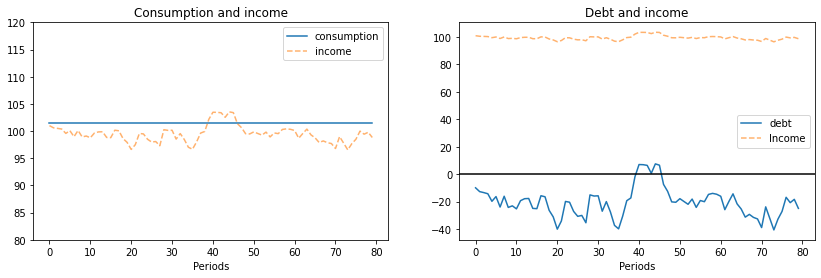 Consumption and income
120
115
110
105
100
95
90
85
80
0 10 20 30 40 50 60 70 80
Periods
consumption
income
Debt and income
100
80
60
40
20
0
−20
−40
0 10 20 30 40 50 60 70 80
Periods
debt
Income